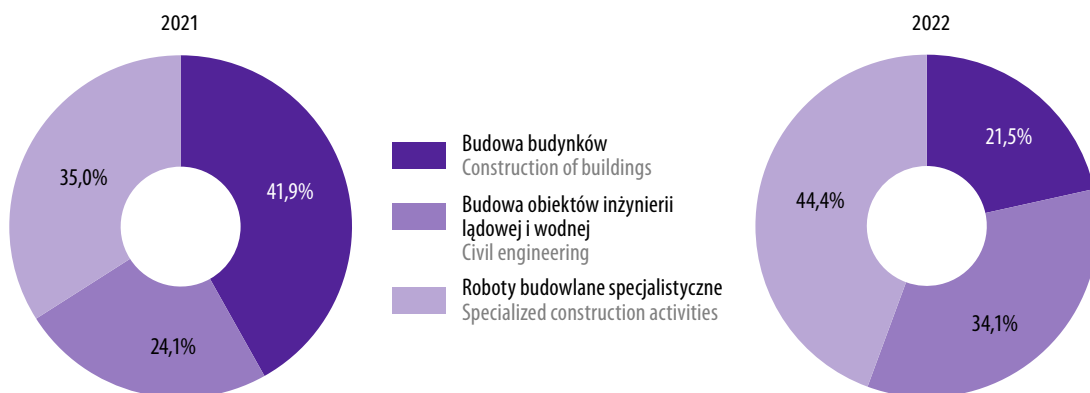 2021
35,0%
41,9%
24,1%
Budowa budynków
Construction of buildings
Budowa obiektów inżynierii
lądowej i wodnej
Civil engineering
Roboty budowlane specjalistyczne
Specialized construction activities
2022
21,5%
44,4%
34,1%